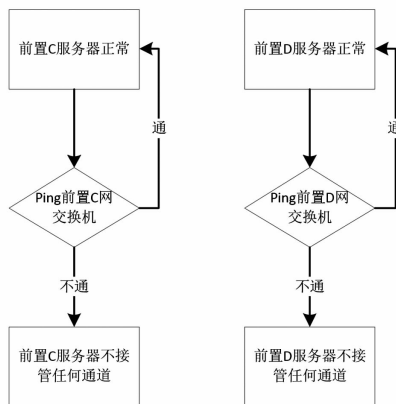 前置C服务器正常
通
Ping前置C网
交换机
不通
前置C服务器不接
管任何通道
前置D服务器正常
通
Ping前置D网
交换机
不通
前置D服务器不接
管任何通道